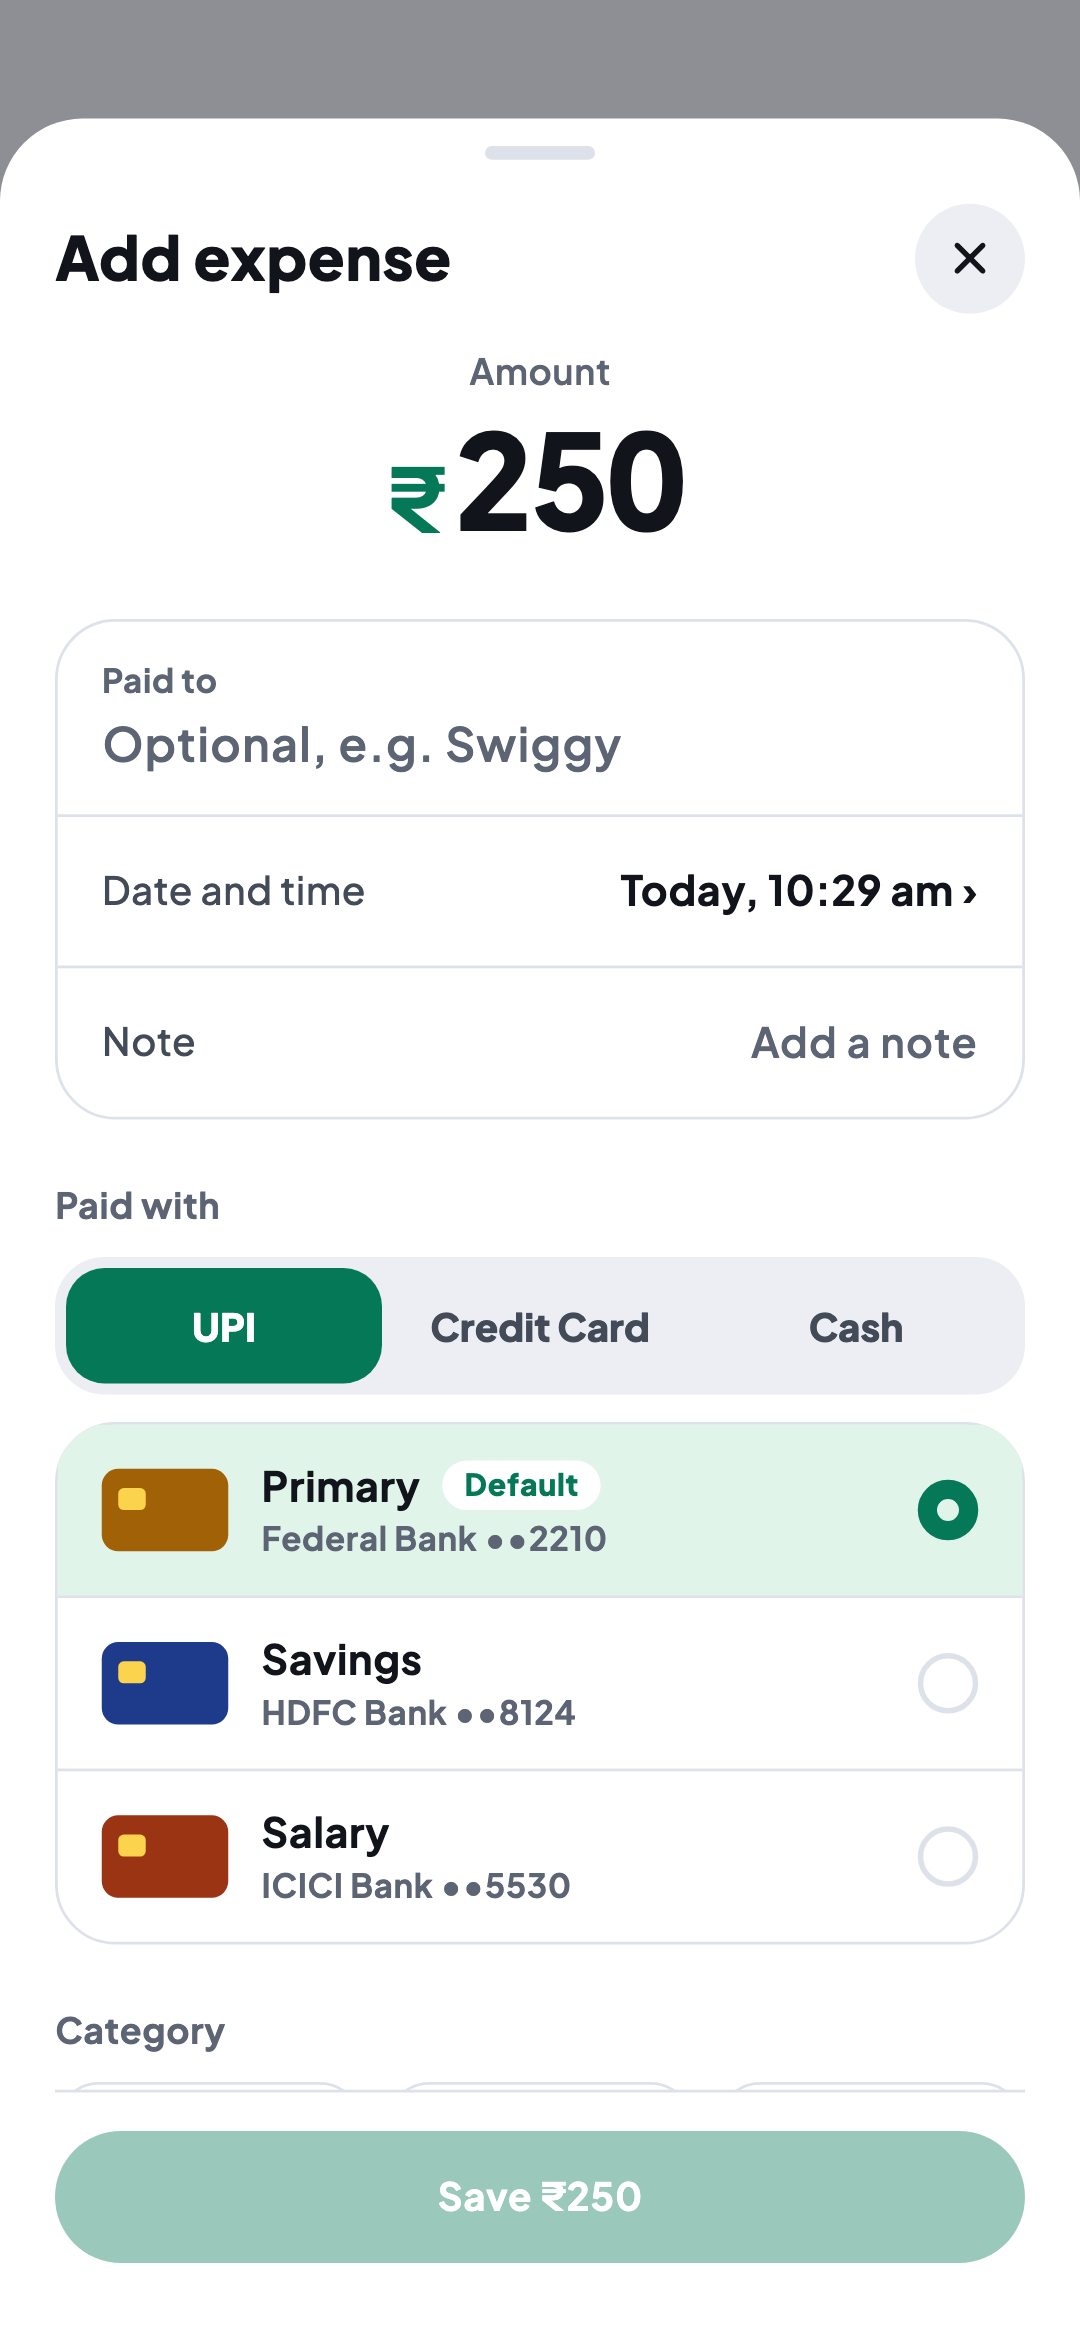 Add expense
Amount
₹250
Paid to
Optional, e.g. Swiggy
Date and time Today, 10:29 am ›
Note Add a note
Paid with
UPI Credit Card Cash
Primary Default
Federal Bank ••2210
Savings
HDFC Bank ••8124
Salary
ICICI Bank ••5530
Category
Save ₹250